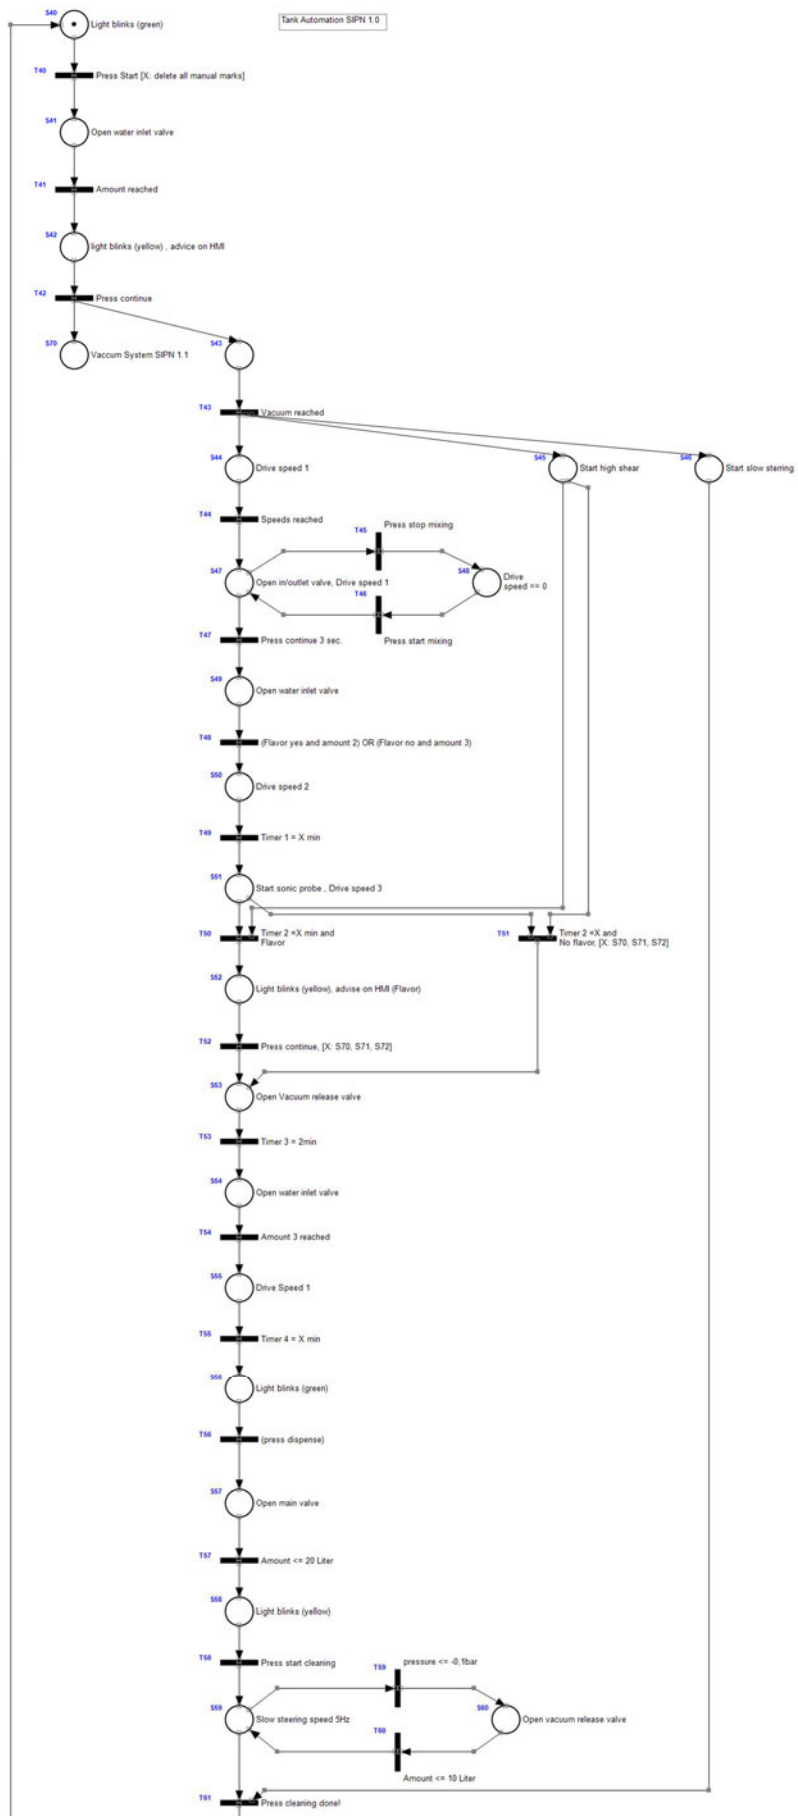 Tank Automation SIPN 1.0
S40
Light blinks (green)
T40
Press Start [X: delete all manual marks]
S41
Open water inlet valve
T41
Amount reached
S42
light blinks (yellow) , advice on HMI
T42
Press continue
S70
Vaccum System SIPN 1.1
S43
T43
Vacuum reached
S44
Drive speed 1
S45
Start high shear
S46
Start slow sterring
T44
Speeds reached
T45
Press stop mixing
S47
Open in/outlet valve, Drive speed 1
S48
Drive
speed == 0
T46
Press start mixing
T47
Press continue 3 sec.
S49
Open water inlet valve
T48
(Flavor yes and amount 2) OR (Flavor no and amount 3)
S50
Drive speed 2
T49
Timer 1 = X min
S51
Start sonic probe , Drive speed 3
T50
Timer 2 =X min and
Flavor
T51
Timer 2 =X and
No flavor, [X: S70, S71, S72]
S52
Light blinks (yellow), advise on HMI (Flavor)
T52
Press continue, [X: S70, S71, S72]
S53
Open Vacuum release valve
T53
Timer 3 = 2min
S54
Open water inlet valve
T54
Amount 3 reached
S55
Drive Speed 1
T55
Timer 4 = X min
S56
Light blinks (green)
T56
(press dispense)
S57
Open main valve
T57
Amount <= 20 Liter
S58
Light blinks (yellow)
T58
Press start cleaning
T59
pressure <= -0,1bar
S59
Slow steering speed 5Hz
S60
Open vacuum release valve
T60
Amount <= 10 Liter
T61
Press cleaning done!